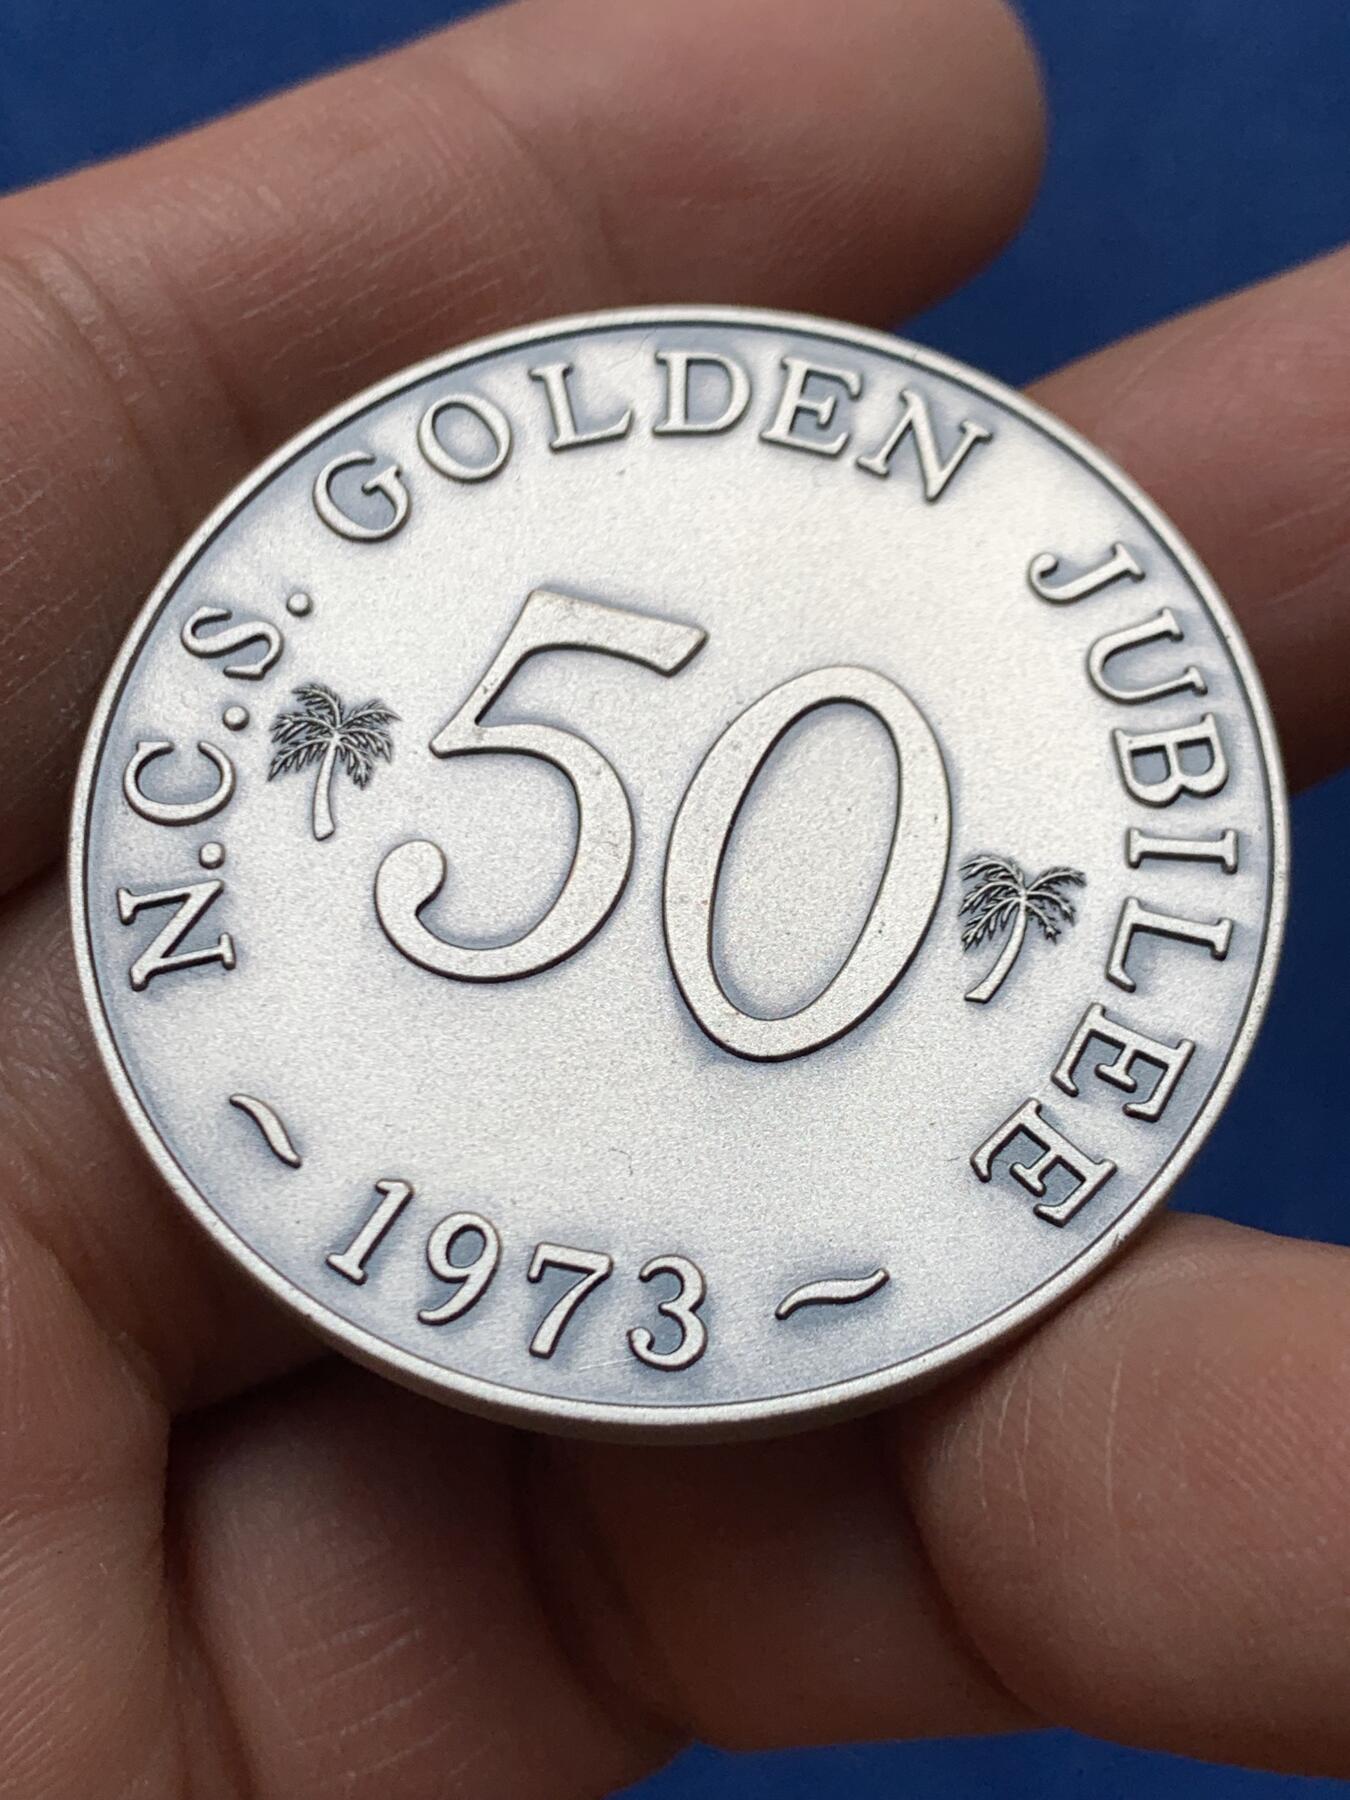 N.C.S. GOLDEN JUBILEE
50
~ 1973 ~